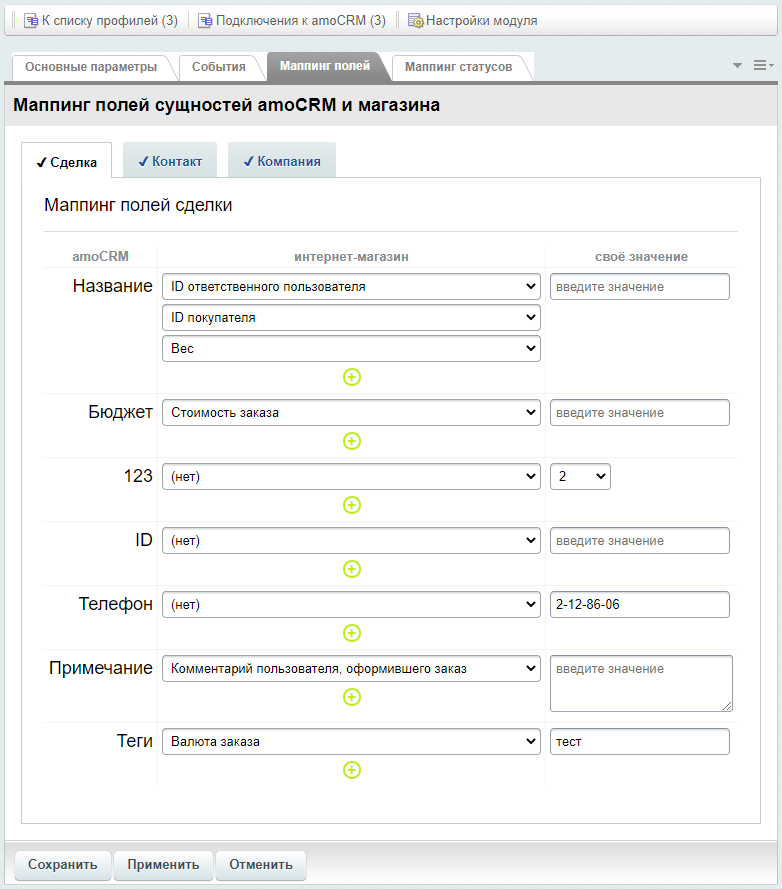 К списку профилей (3) Подключения к amoCRM (3) Настройки модуля
Основные параметры События Маппинг полей Маппинг статусов
Маппинг полей сущностей amoCRM и магазина
Сделка Контакт Компания
Маппинг полей сделки
amoCRM интернет-магазин своё значение
Название ID ответственного пользователя введите значение
ID покупателя
Вес
Бюджет Стоимость заказа введите значение
123 (нет) 2
ID (нет) введите значение
Телефон (нет) 2-12-86-06
Примечание Комментарий пользователя, оформившего заказ введите значение
Теги Валюта заказа тест
Сохранить Применить Отменить